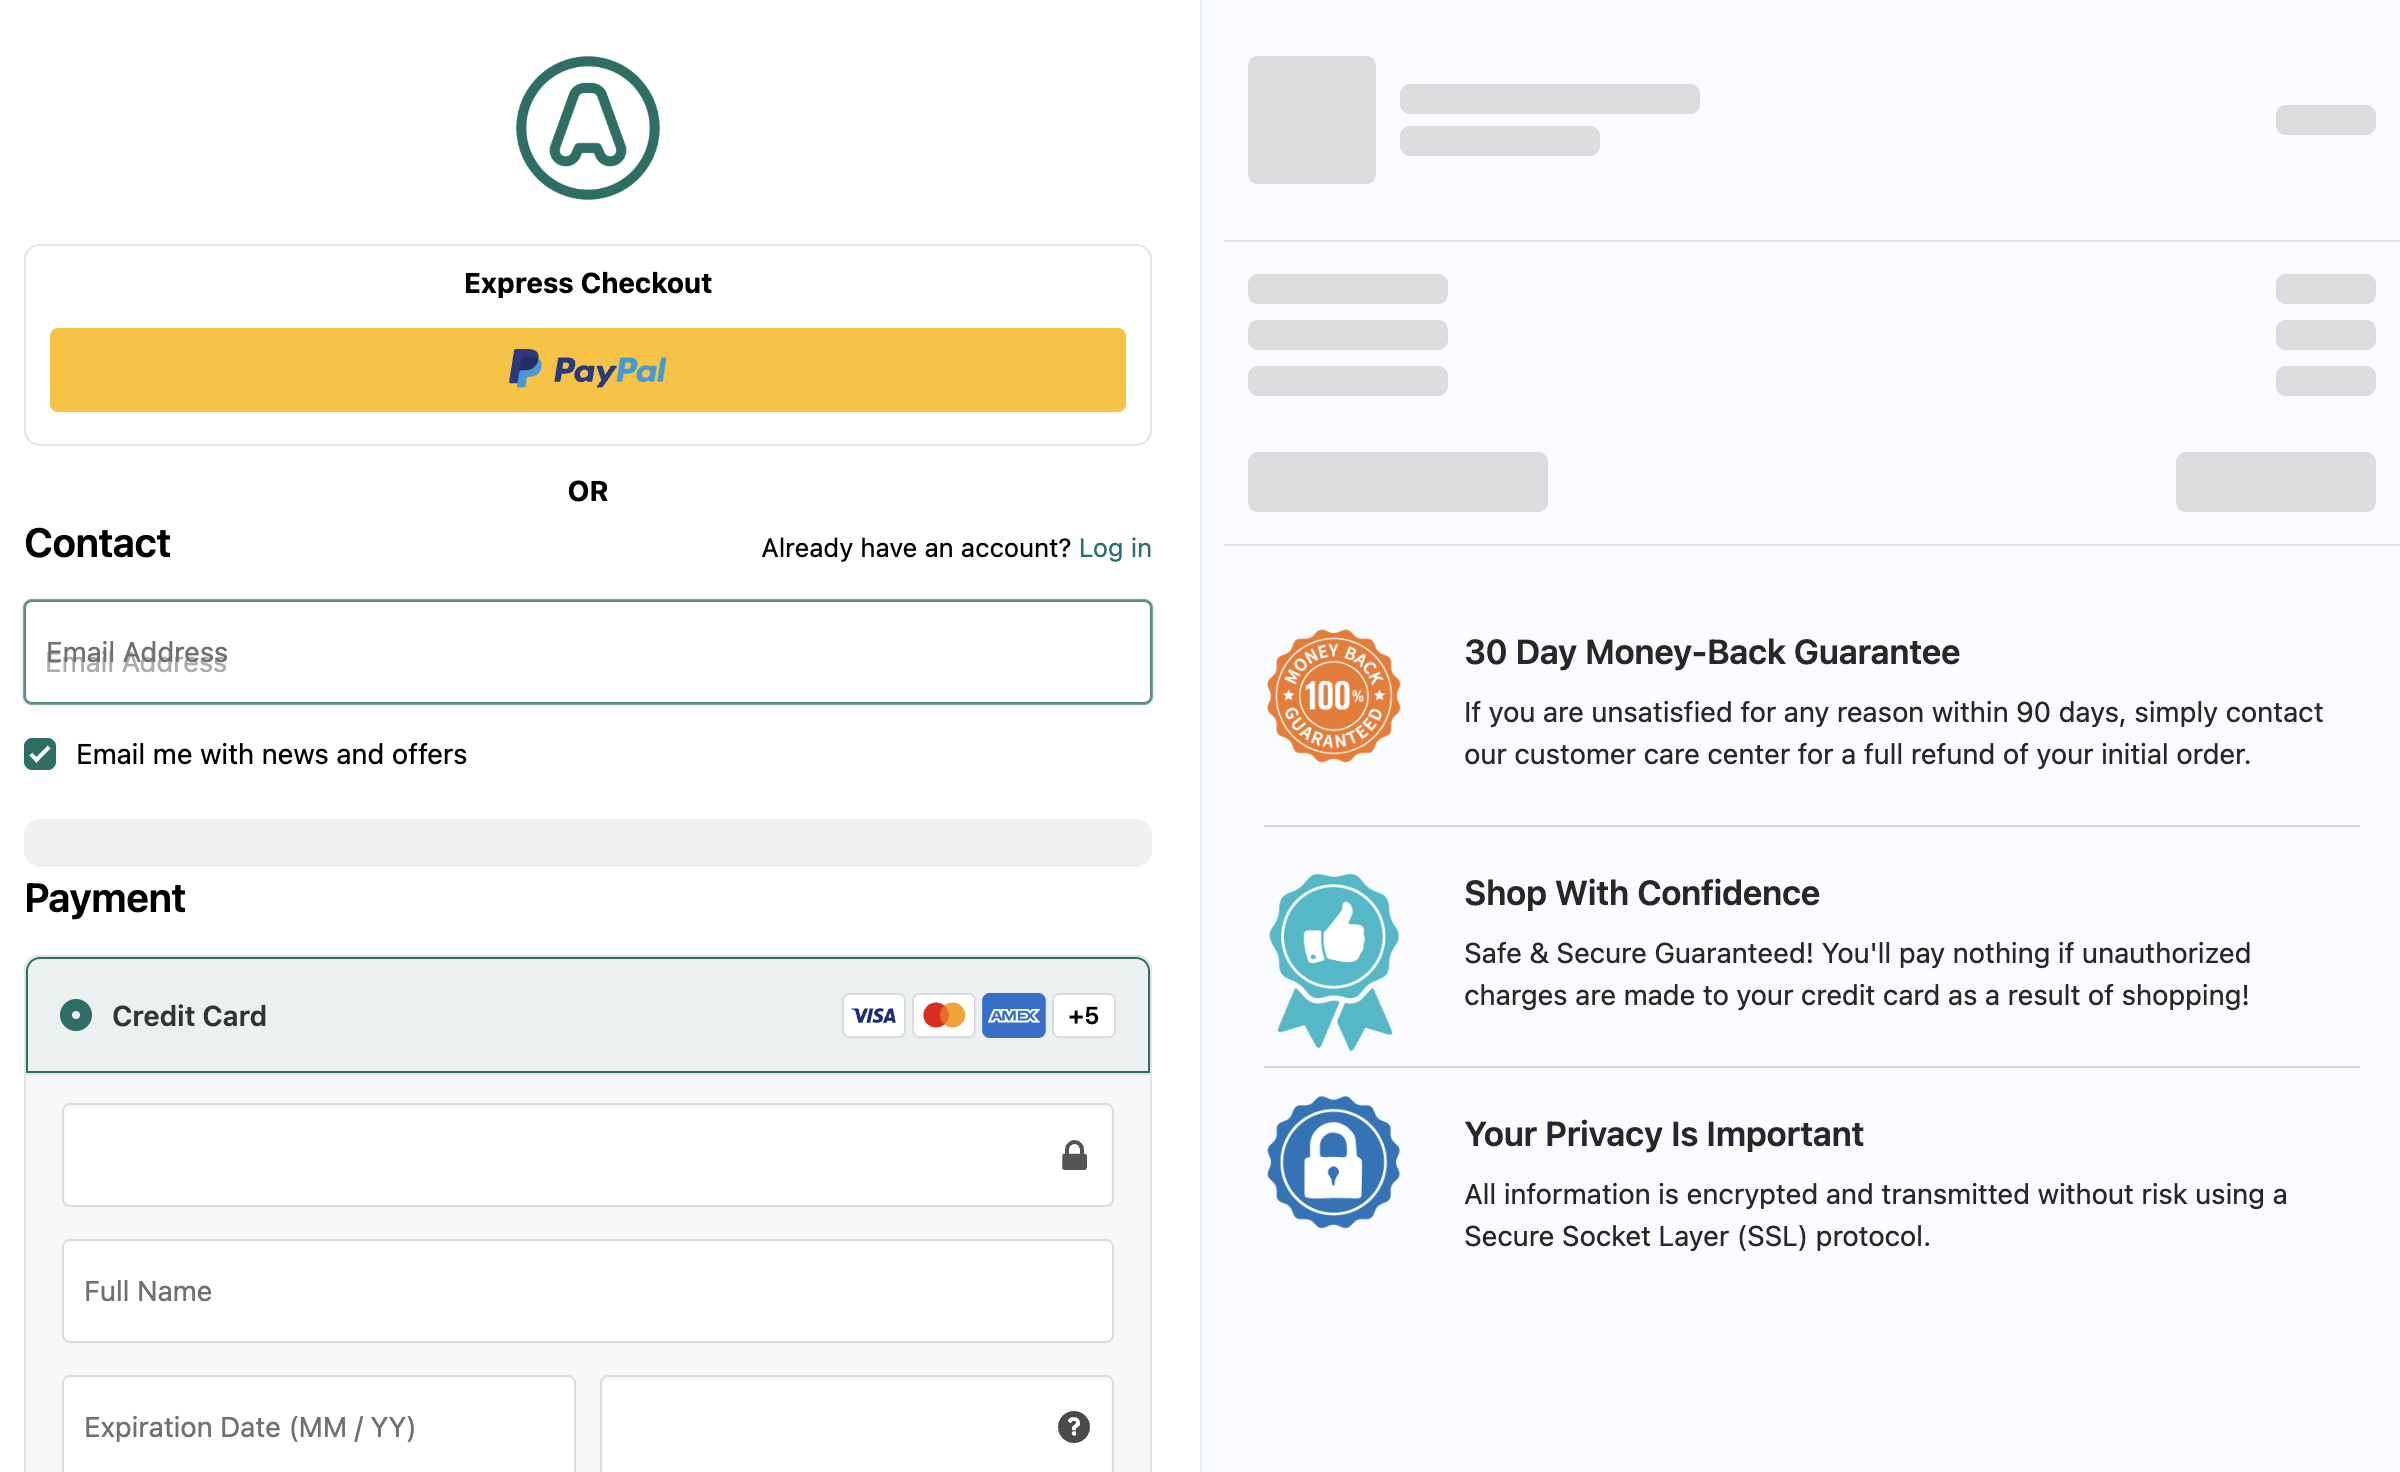 A
Express Checkout
PayPal
OR
Contact
Already have an account? Log in
Email Address
Email Address
Email me with news and offers
Payment
Credit Card
VISA
AMEX
+5
Full Name
Expiration Date (MM / YY)
?
MONEY BACK
100%
GUARANTEED
30 Day Money-Back Guarantee
If you are unsatisfied for any reason within 90 days, simply contact
our customer care center for a full refund of your initial order.
Shop With Confidence
Safe & Secure Guaranteed! You'll pay nothing if unauthorized
charges are made to your credit card as a result of shopping!
Your Privacy Is Important
All information is encrypted and transmitted without risk using a
Secure Socket Layer (SSL) protocol.